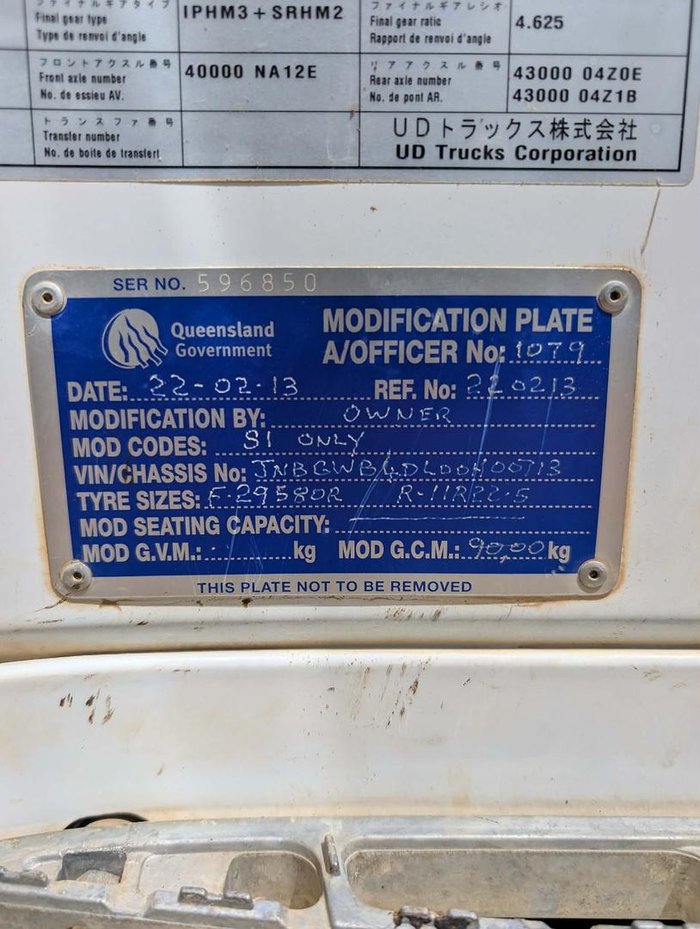 ファイナルギアタイプ
Final gear type
Type de renvoi d'angle
IPHM3 + SRHM2
ファイナルギアレシオ
Final gear ratio
Rapport de renvoi d'angle
4.625
フロントアクスル番号
Front axle number
No. de essieu AV.
40000 NA12E
リアアクスル番号
Rear axle number
No. de pont AR.
43000 04Z0E
43000 04Z1B
トランスファ番号
Transfer number
No. de boite de transfert
UDトラックス株式会社
UD Trucks Corporation
SER NO. 596850
Queensland
Government
MODIFICATION PLATE
A/OFFICER No: 1079
DATE: 22-02-13 REF. No: 220213
MODIFICATION BY: OWNER
MOD CODES: S1 ONLY
VIN/CHASSIS No:
TYRE SIZES: F-29580R R-11R22-5
MOD SEATING CAPACITY:
MOD G.V.M.: kg MOD G.C.M.: 90,00 kg
THIS PLATE NOT TO BE REMOVED